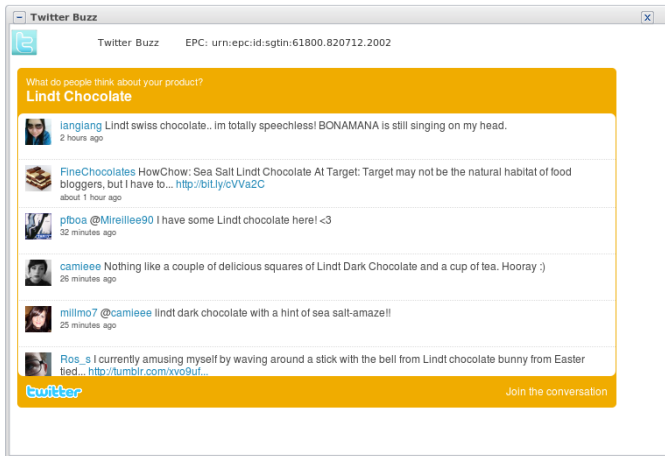 Twitter Buzz
Twitter Buzz EPC: urn:epc:id:sgtin:61800.820712.2002
What do people think about your product?
Lindt Chocolate
iangiang Lindt swiss chocolate.. im totally speechless! BONAMANA is still singing on my head.
2 hours ago
FineChocolates HowChow: Sea Salt Lindt Chocolate At Target: Target may not be the natural habitat of food
bloggers, but I have to... http://bit.ly/cVVa2C
about 1 hour ago
pfboa @Mireillee90 I have some Lindt chocolate here! <3
32 minutes ago
camieee Nothing like a couple of delicious squares of Lindt Dark Chocolate and a cup of tea. Hooray :)
26 minutes ago
millmo7 @camieee lindt dark chocolate with a hint of sea salt-amaze!!
25 minutes ago
Ros_s I currently amusing myself by waving around a stick with the bell from Lindt chocolate bunny from Easter
tied... http://tumblr.com/xvo9uf...
twitter Join the conversation